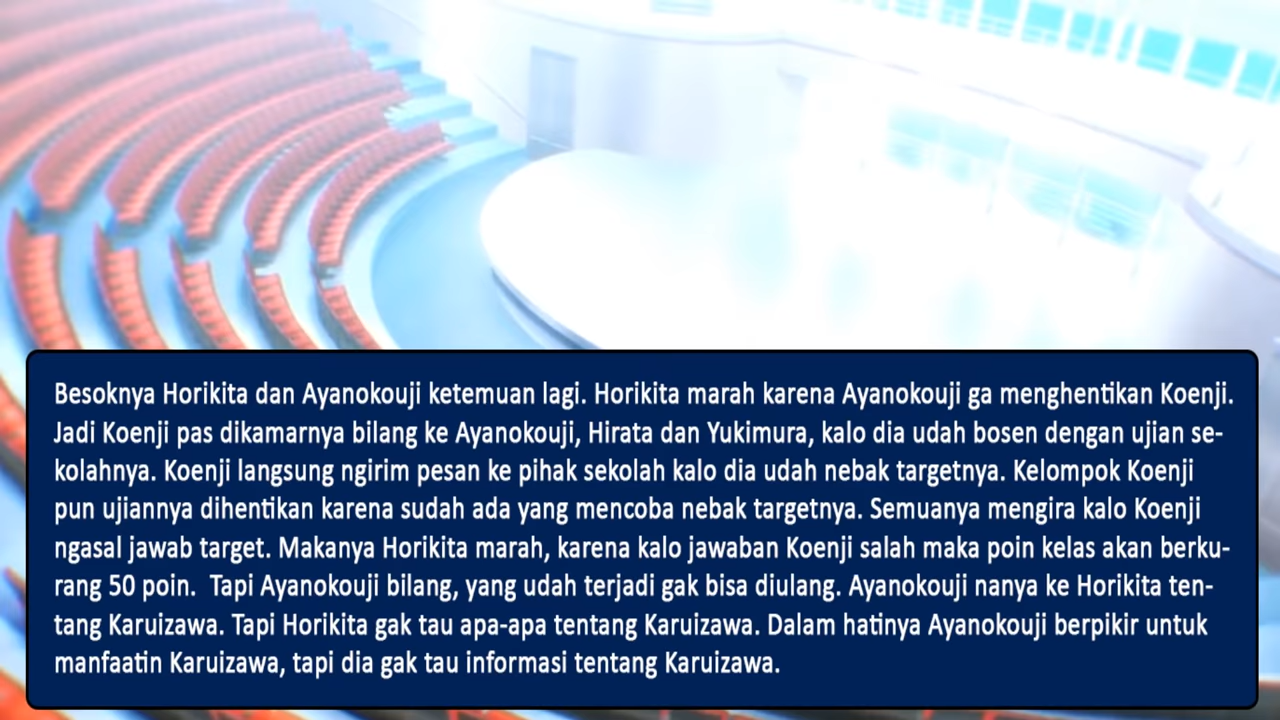 Besoknya Horikita dan Ayanokouji ketemuan lagi. Horikita marah karena Ayanokouji ga menghentikan Koenji.
Jadi Koenji pas dikamarnya bilang ke Ayanokouji, Hirata dan Yukimura, kalo dia udah bosen dengan ujian se-
kolahnya. Koenji langsung ngirim pesan ke pihak sekolah kalo dia udah nebak targetnya. Kelompok Koenji
pun ujiannya dihentikan karena sudah ada yang mencoba nebak targetnya. Semuanya mengira kalo Koenji
ngasal jawab target. Makanya Horikita marah, karena kalo jawaban Koenji salah maka poin kelas akan berku-
rang 50 poin.  Tapi Ayanokouji bilang, yang udah terjadi gak bisa diulang. Ayanokouji nanya ke Horikita ten-
tang Karuizawa. Tapi Horikita gak tau apa-apa tentang Karuizawa. Dalam hatinya Ayanokouji berpikir untuk
manfaatin Karuizawa, tapi dia gak tau informasi tentang Karuizawa.